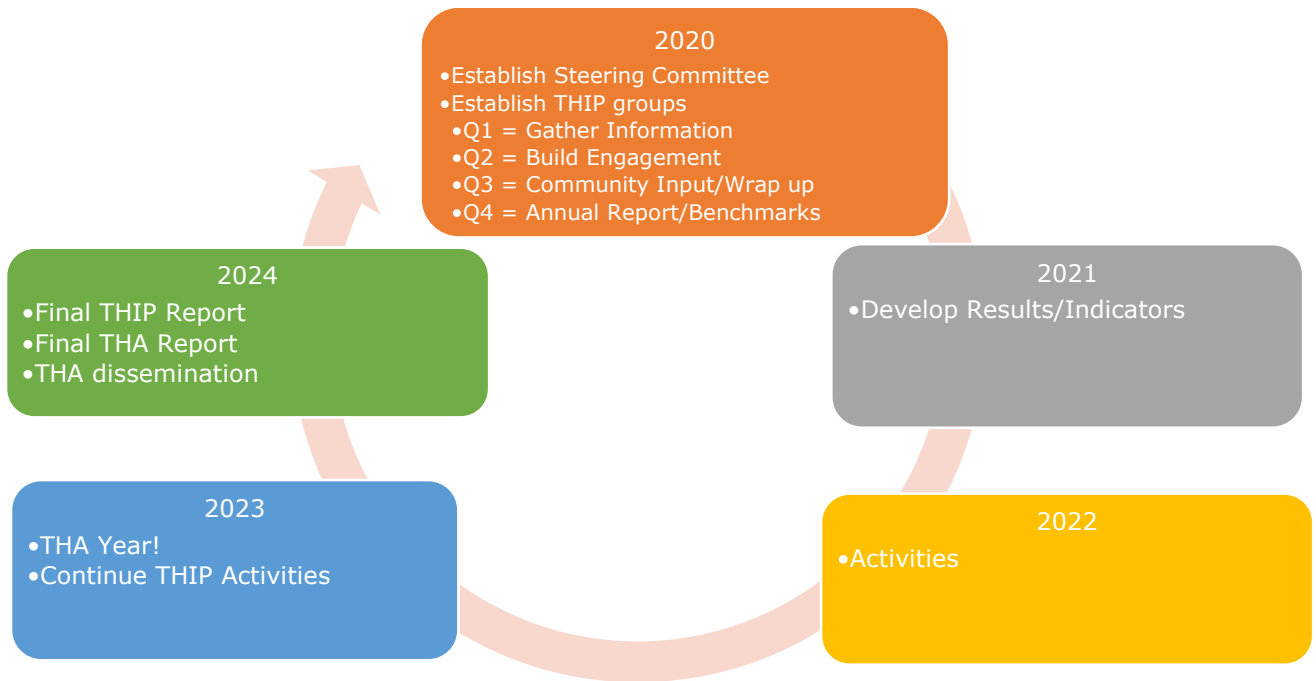 2020
•Establish Steering Committee
•Establish THIP groups
•Q1 = Gather Information
•Q2 = Build Engagement
•Q3 = Community Input/Wrap up
•Q4 = Annual Report/Benchmarks
2021
•Develop Results/Indicators
2022
•Activities
2023
•THA Year!
•Continue THIP Activities
2024
•Final THIP Report
•Final THA Report
•THA dissemination